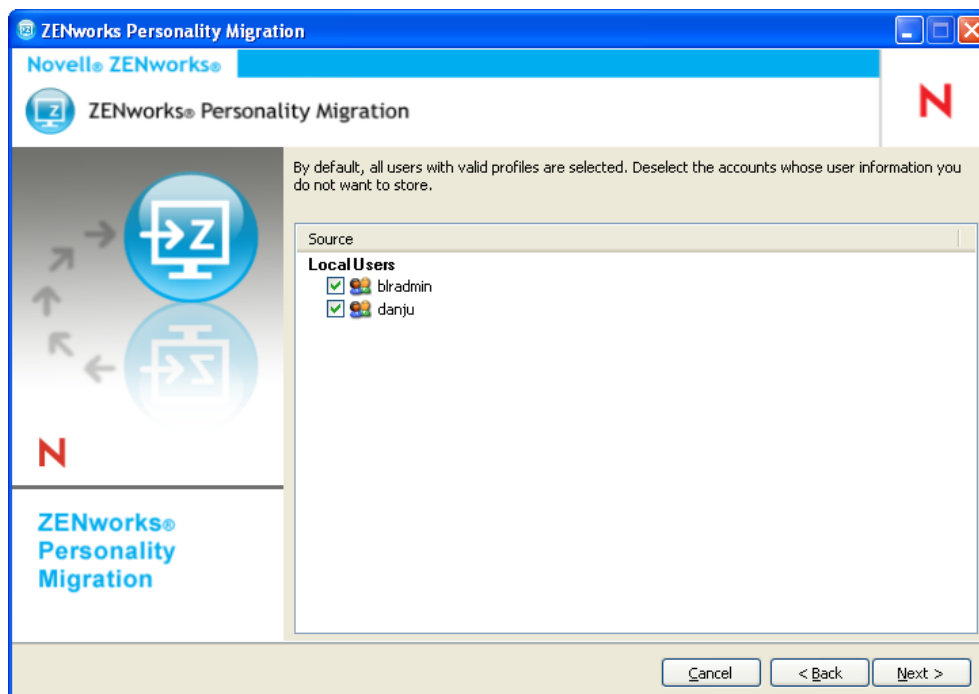 ZENworks Personality Migration
Novell® ZENworks®
ZENworks® Personality Migration
N
By default, all users with valid profiles are selected. Deselect the accounts whose user information you
do not want to store.
Z
Source
Local Users
blradmin
danju
N
ZENworks®
Personality
Migration
Cancel
< Back
Next >